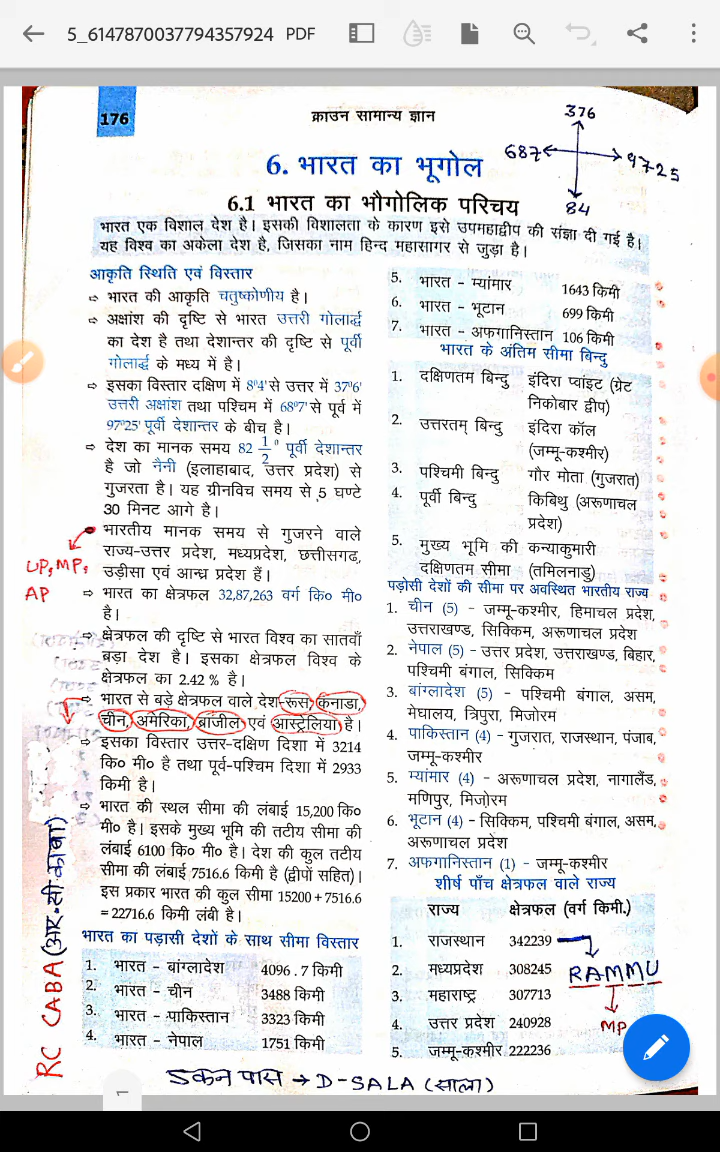 5_6147870037794357924 PDF
176
क्राउन सामान्य ज्ञान
376
687
9725
84
6. भारत का भूगोल
6.1 भारत का भौगोलिक परिचय
भारत एक विशाल देश है। इसकी विशालता के कारण इसे उपमहाद्वीप की संज्ञा दी गई है।
यह विश्व का अकेला देश है, जिसका नाम हिन्द महासागर से जुड़ा है।
आकृति स्थिति एवं विस्तार
⇨ भारत की आकृति चतुष्कोणीय है।
⇨ अक्षांश की दृष्टि से भारत उत्तरी गोलार्द्ध
का देश है तथा देशान्तर की दृष्टि से पूर्वी
गोलार्द्ध के मध्य में है।
⇨ इसका विस्तार दक्षिण में 8⁰4' से उत्तर में 37⁰6'
उत्तरी अक्षांश तथा पश्चिम में 68⁰7' से पूर्व में
97⁰25' पूर्वी देशान्तर के बीच है।
⇨ देश का मानक समय 82 1/2 ⁰ पूर्वी देशान्तर
है जो नैनी (इलाहाबाद, उत्तर प्रदेश) से
गुजरता है। यह ग्रीनविच समय से 5 घण्टे
30 मिनट आगे है।
भारतीय मानक समय से गुजरने वाले
राज्य-उत्तर प्रदेश, मध्यप्रदेश, छत्तीसगढ,
उड़ीसा एवं आन्ध्र प्रदेश हैं।
UP, MP,
AP
⇨ भारत का क्षेत्रफल 32,87,263 वर्ग कि० मी०
है।
⇨ क्षेत्रफल की दृष्टि से भारत विश्व का सातवाँ
बड़ा देश है। इसका क्षेत्रफल विश्व के
क्षेत्रफल का 2.42 % है।
⇨ भारत से बड़े क्षेत्रफल वाले देश-रूस, कनाडा,
चीन, अमेरिका, ब्राजील एवं आस्ट्रेलिया है।
⇨ इसका विस्तार उत्तर-दक्षिण दिशा में 3214
कि० मी० है तथा पूर्व-पश्चिम दिशा में 2933
किमी है।
⇨ भारत की स्थल सीमा की लंबाई 15,200 कि०
मी० है। इसके मुख्य भूमि की तटीय सीमा की
लंबाई 6100 कि० मी० है। देश की कुल तटीय
सीमा की लंबाई 7516.6 किमी है (द्वीपों सहित)।
इस प्रकार भारत की कुल सीमा 15200 + 7516.6
= 22716.6 किमी लंबी है।
RC CABA (आर.सी काबा)
भारत का पड़ासी देशों के साथ सीमा विस्तार
1. भारत - बांग्लादेश 4096 . 7 किमी
2. भारत - चीन 3488 किमी
3. भारत - पाकिस्तान 3323 किमी
4. भारत - नेपाल 1751 किमी
5. भारत - म्यांमार 1643 किमी
6. भारत - भूटान 699 किमी
7. भारत - अफगानिस्तान 106 किमी
भारत के अंतिम सीमा बिन्दु
1. दक्षिणतम बिन्दु इंदिरा प्वांइट (ग्रेट
निकोबार द्वीप)
2. उत्तरतम् बिन्दु इंदिरा कॉल
(जम्मू-कश्मीर)
3. पश्चिमी बिन्दु गौर मोता (गुजरात)
4. पूर्वी बिन्दु किबिथु (अरूणाचल
प्रदेश)
5. मुख्य भूमि की कन्याकुमारी
दक्षिणतम सीमा (तमिलनाडु)
पड़ोसी देशों की सीमा पर अवस्थित भारतीय राज्य
1. चीन (5) - जम्मू-कश्मीर, हिमाचल प्रदेश,
उत्तराखण्ड, सिक्किम, अरूणाचल प्रदेश
2. नेपाल (5) - उत्तर प्रदेश, उत्तराखण्ड, बिहार,
पश्चिमी बंगाल, सिक्किम
3. बांग्लादेश (5) - पश्चिमी बंगाल, असम,
मेघालय, त्रिपुरा, मिजोरम
4. पाकिस्तान (4) - गुजरात, राजस्थान, पंजाब,
जम्मू-कश्मीर
5. म्यांमार (4) - अरूणाचल प्रदेश, नागालैंड,
मणिपुर, मिजो़रम
6. भूटान (4) - सिक्किम, पश्चिमी बंगाल, असम,
अरूणाचल प्रदेश
7. अफगानिस्तान (1) - जम्मू-कश्मीर
शीर्ष पाँच क्षेत्रफल वाले राज्य
राज्य क्षेत्रफल (वर्ग किमी.)
1. राजस्थान 342239
2. मध्यप्रदेश 308245
3. महाराष्ट्र 307713
4. उत्तर प्रदेश 240928
5. जम्मू-कश्मीर 222236
RAMMU
MP
डकन पास → D-SALA (साला)
1